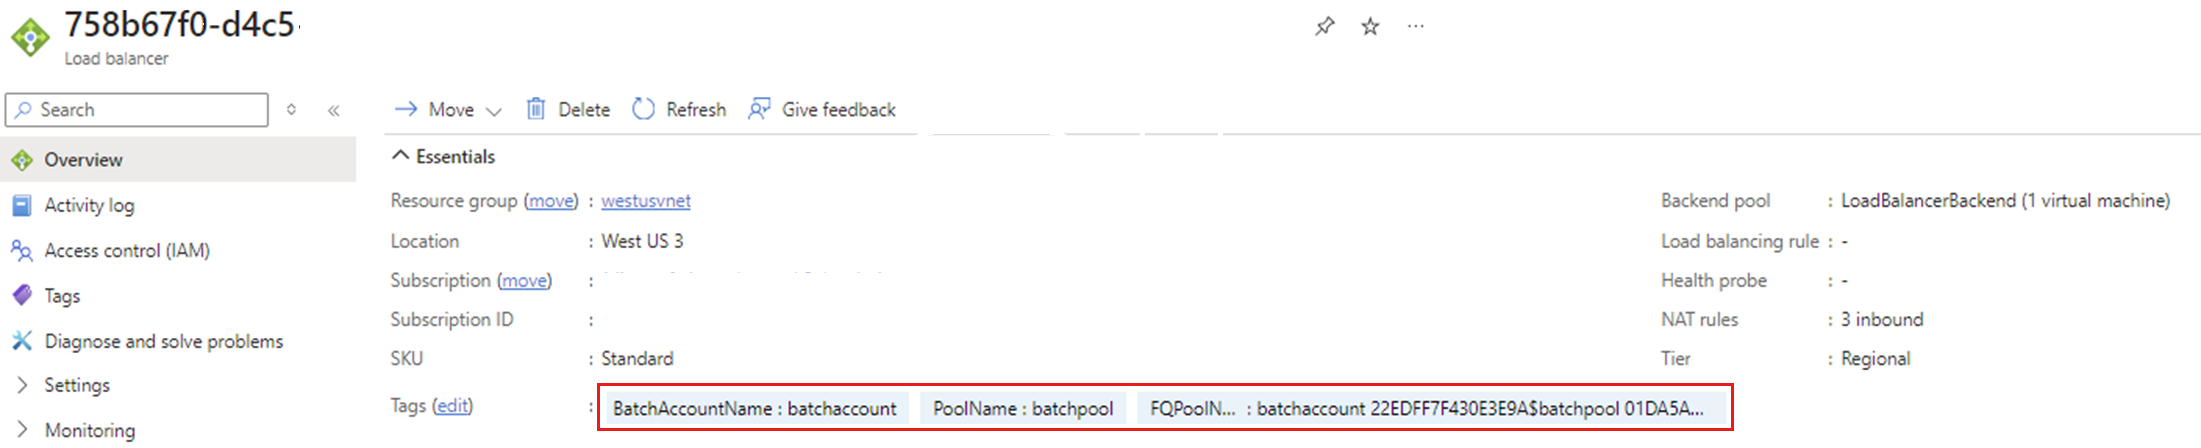 758b67f0-d4c5
Load balancer
Search
Move Delete Refresh Give feedback
Overview
Activity log
Access control (IAM)
Tags
Diagnose and solve problems
Settings
Monitoring
Essentials
Resource group (move) : westusvnet
Location : West US 3
Subscription (move) :
Subscription ID :
SKU : Standard
Backend pool : LoadBalancerBackend (1 virtual machine)
Load balancing rule : -
Health probe : -
NAT rules : 3 inbound
Tier : Regional
Tags (edit) : BatchAccountName : batchaccount PoolName : batchpool FQPoolN... : batchaccount 22EDFF7F430E3E9A$batchpool 01DA5A...